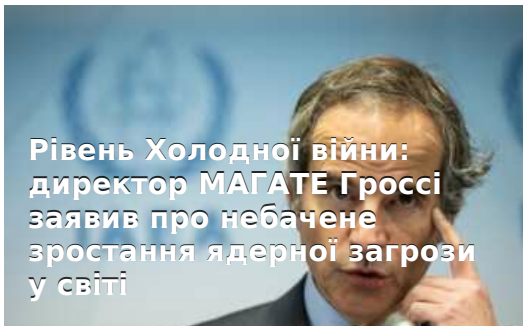 Рівень Холодної війни:
директор МАГАТЕ Гроссі
заявив про небачене
зростання ядерної загрози
у світі